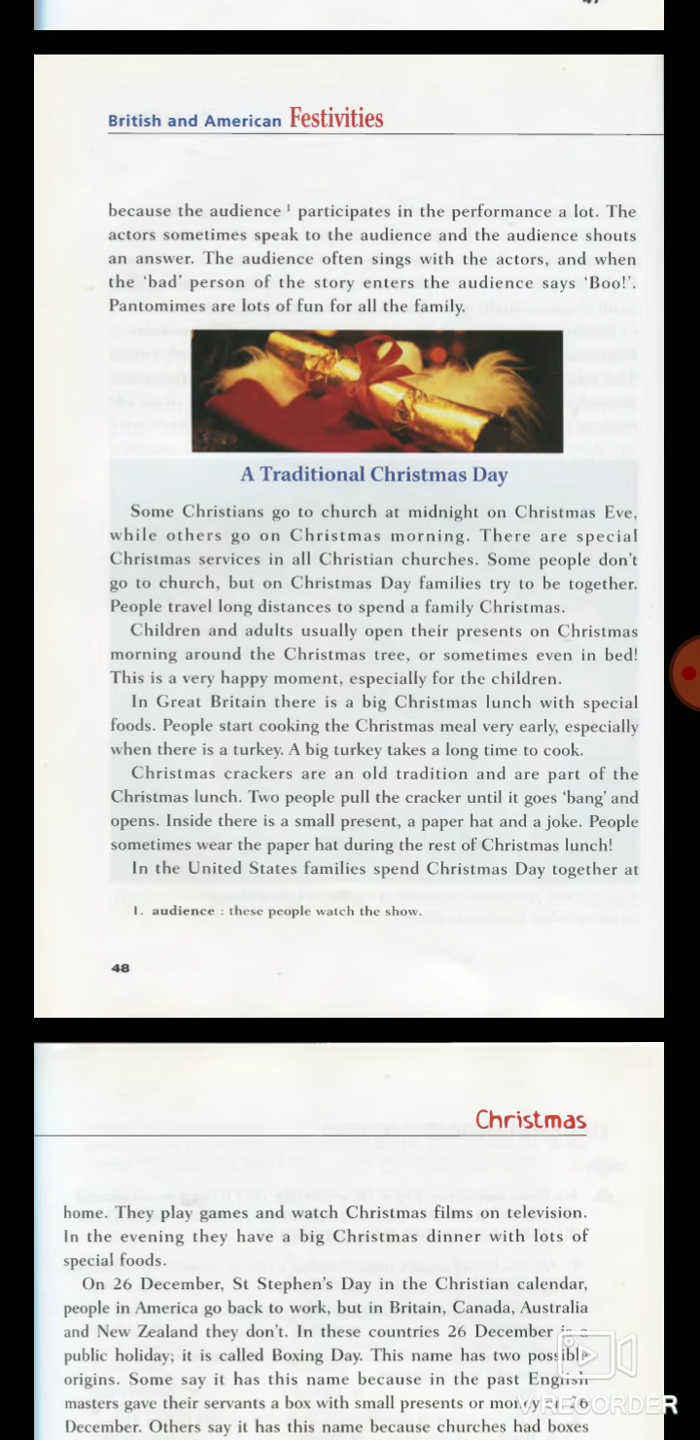 British and American Festivities
because the audience 1 participates in the performance a lot. The
actors sometimes speak to the audience and the audience shouts
an answer. The audience often sings with the actors, and when
the ‘bad’ person of the story enters the audience says ‘Boo!’.
Pantomimes are lots of fun for all the family.
A Traditional Christmas Day
Some Christians go to church at midnight on Christmas Eve,
while others go on Christmas morning. There are special
Christmas services in all Christian churches. Some people don’t
go to church, but on Christmas Day families try to be together.
People travel long distances to spend a family Christmas.
Children and adults usually open their presents on Christmas
morning around the Christmas tree, or sometimes even in bed!
This is a very happy moment, especially for the children.
In Great Britain there is a big Christmas lunch with special
foods. People start cooking the Christmas meal very early, especially
when there is a turkey. A big turkey takes a long time to cook.
Christmas crackers are an old tradition and are part of the
Christmas lunch. Two people pull the cracker until it goes ‘bang’ and
opens. Inside there is a small present, a paper hat and a joke. People
sometimes wear the paper hat during the rest of Christmas lunch!
In the United States families spend Christmas Day together at
1. audience : these people watch the show.
48
Christmas
home. They play games and watch Christmas films on television.
In the evening they have a big Christmas dinner with lots of
special foods.
On 26 December, St Stephen’s Day in the Christian calendar,
people in America go back to work, but in Britain, Canada, Australia
and New Zealand they don’t. In these countries 26 December is a
public holiday; it is called Boxing Day. This name has two possible
origins. Some say it has this name because in the past English
masters gave their servants a box with small presents or money 26
December. Others say it has this name because churches had boxes
V RECORDER